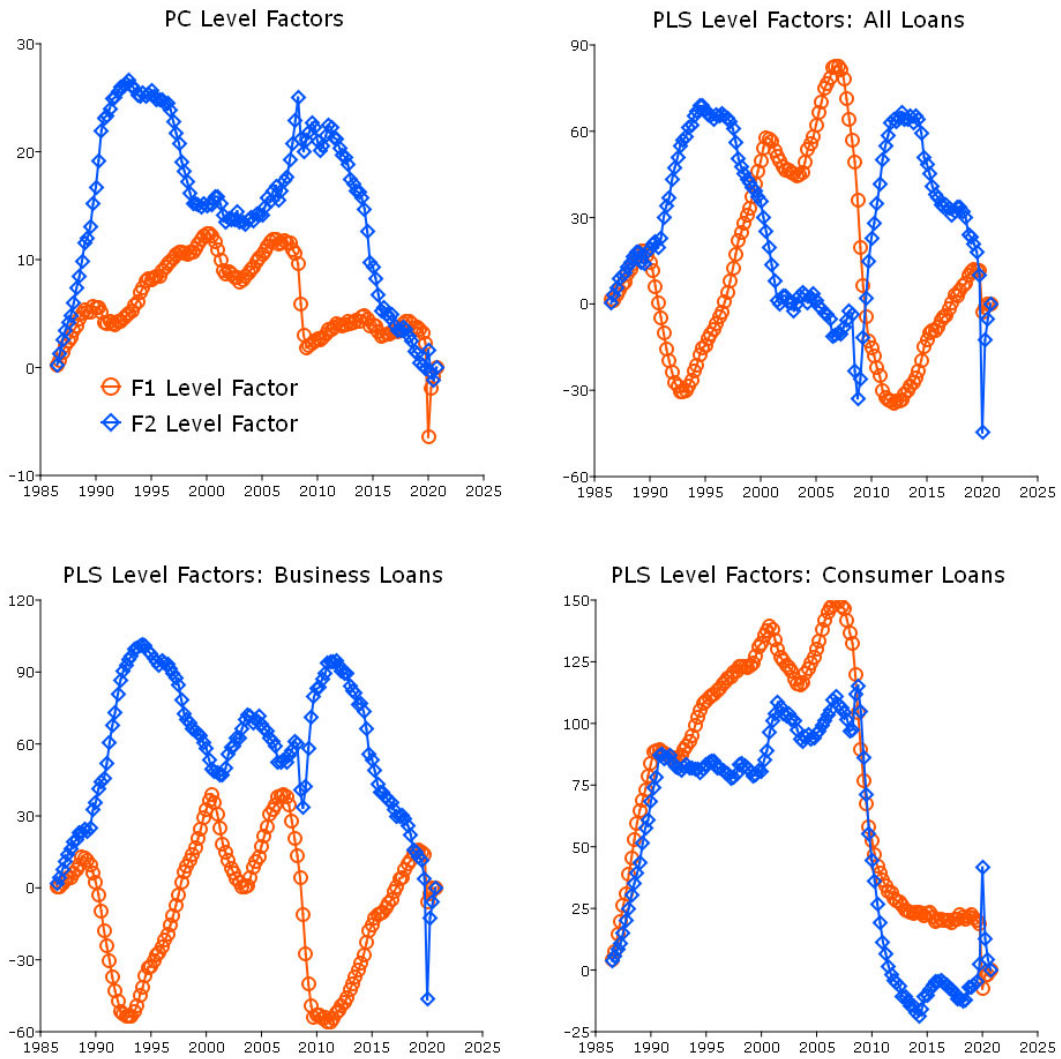 PC Level Factors
30
20
10
0
-10
1985 1990 1995 2000 2005 2010 2015 2020 2025
F1 Level Factor
F2 Level Factor
PLS Level Factors: All Loans
90
60
30
0
-30
-60
1985 1990 1995 2000 2005 2010 2015 2020 2025
PLS Level Factors: Business Loans
120
90
60
30
0
-30
-60
1985 1990 1995 2000 2005 2010 2015 2020 2025
PLS Level Factors: Consumer Loans
150
125
100
75
50
25
0
-25
1985 1990 1995 2000 2005 2010 2015 2020 2025